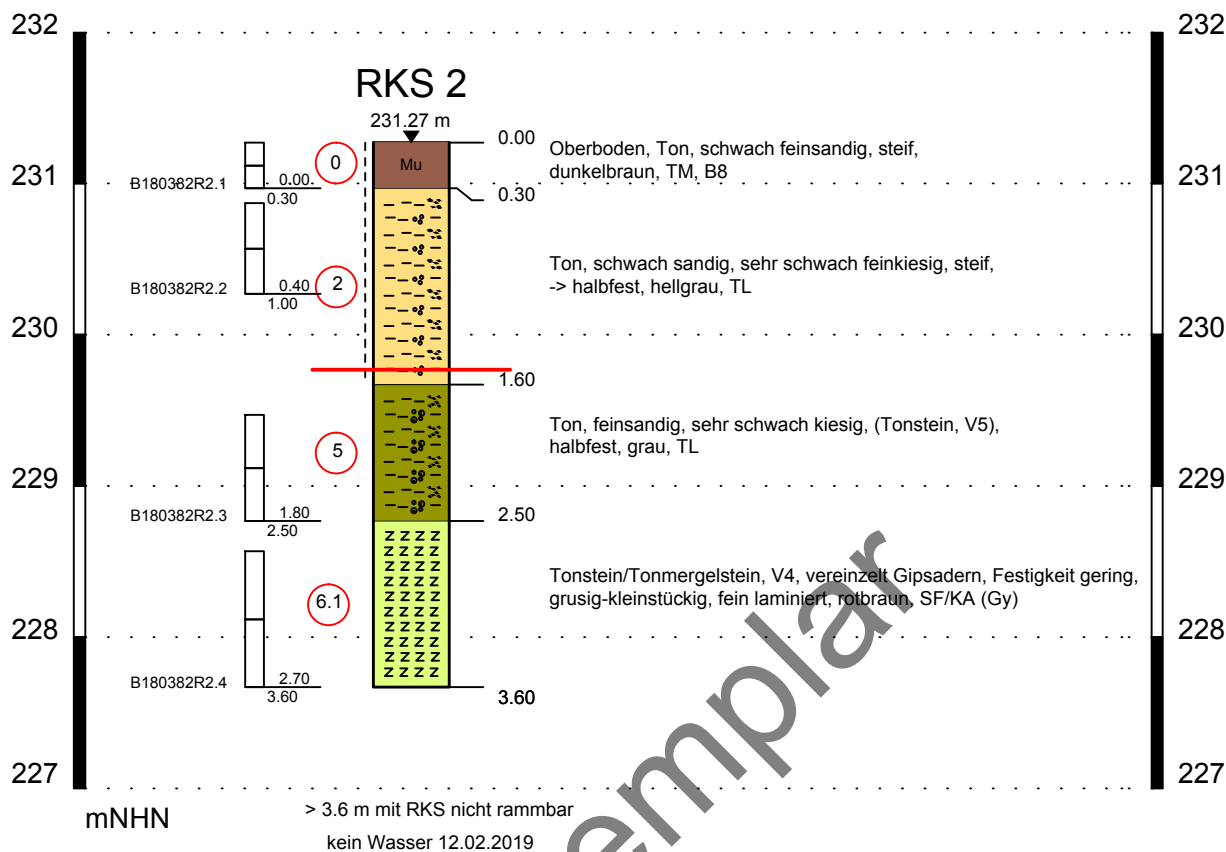 232
232
RKS 2
231.27 m
0.00
Oberboden, Ton, schwach feinsandig, steif,
dunkelbraun, TM, B8
0
Mu
B180382R2.1
0.00
0.30
231
231
0.30
Ton, schwach sandig, sehr schwach feinkiesig, steif,
-> halbfest, hellgrau, TL
2
B180382R2.2
0.40
1.00
230
230
1.60
Ton, feinsandig, sehr schwach kiesig, (Tonstein, V5),
halbfest, grau, TL
5
229
229
B180382R2.3
1.80
2.50
2.50
Z Z Z Z
Z Z Z Z
Z Z Z Z
Z Z Z Z
Z Z Z Z
Z Z Z Z
Z Z Z Z
Z Z Z Z
Z Z Z Z
Z Z Z Z
Tonstein/Tonmergelstein, V4, vereinzelt Gipsadern, Festigkeit gering,
grusig-kleinstückig, fein laminiert, rotbraun, SF/KA (Gy)
6.1
228
228
B180382R2.4
2.70
3.60
3.60
227
227
mNHN
> 3.6 m mit RKS nicht rammbar
kein Wasser 12.02.2019
emplar